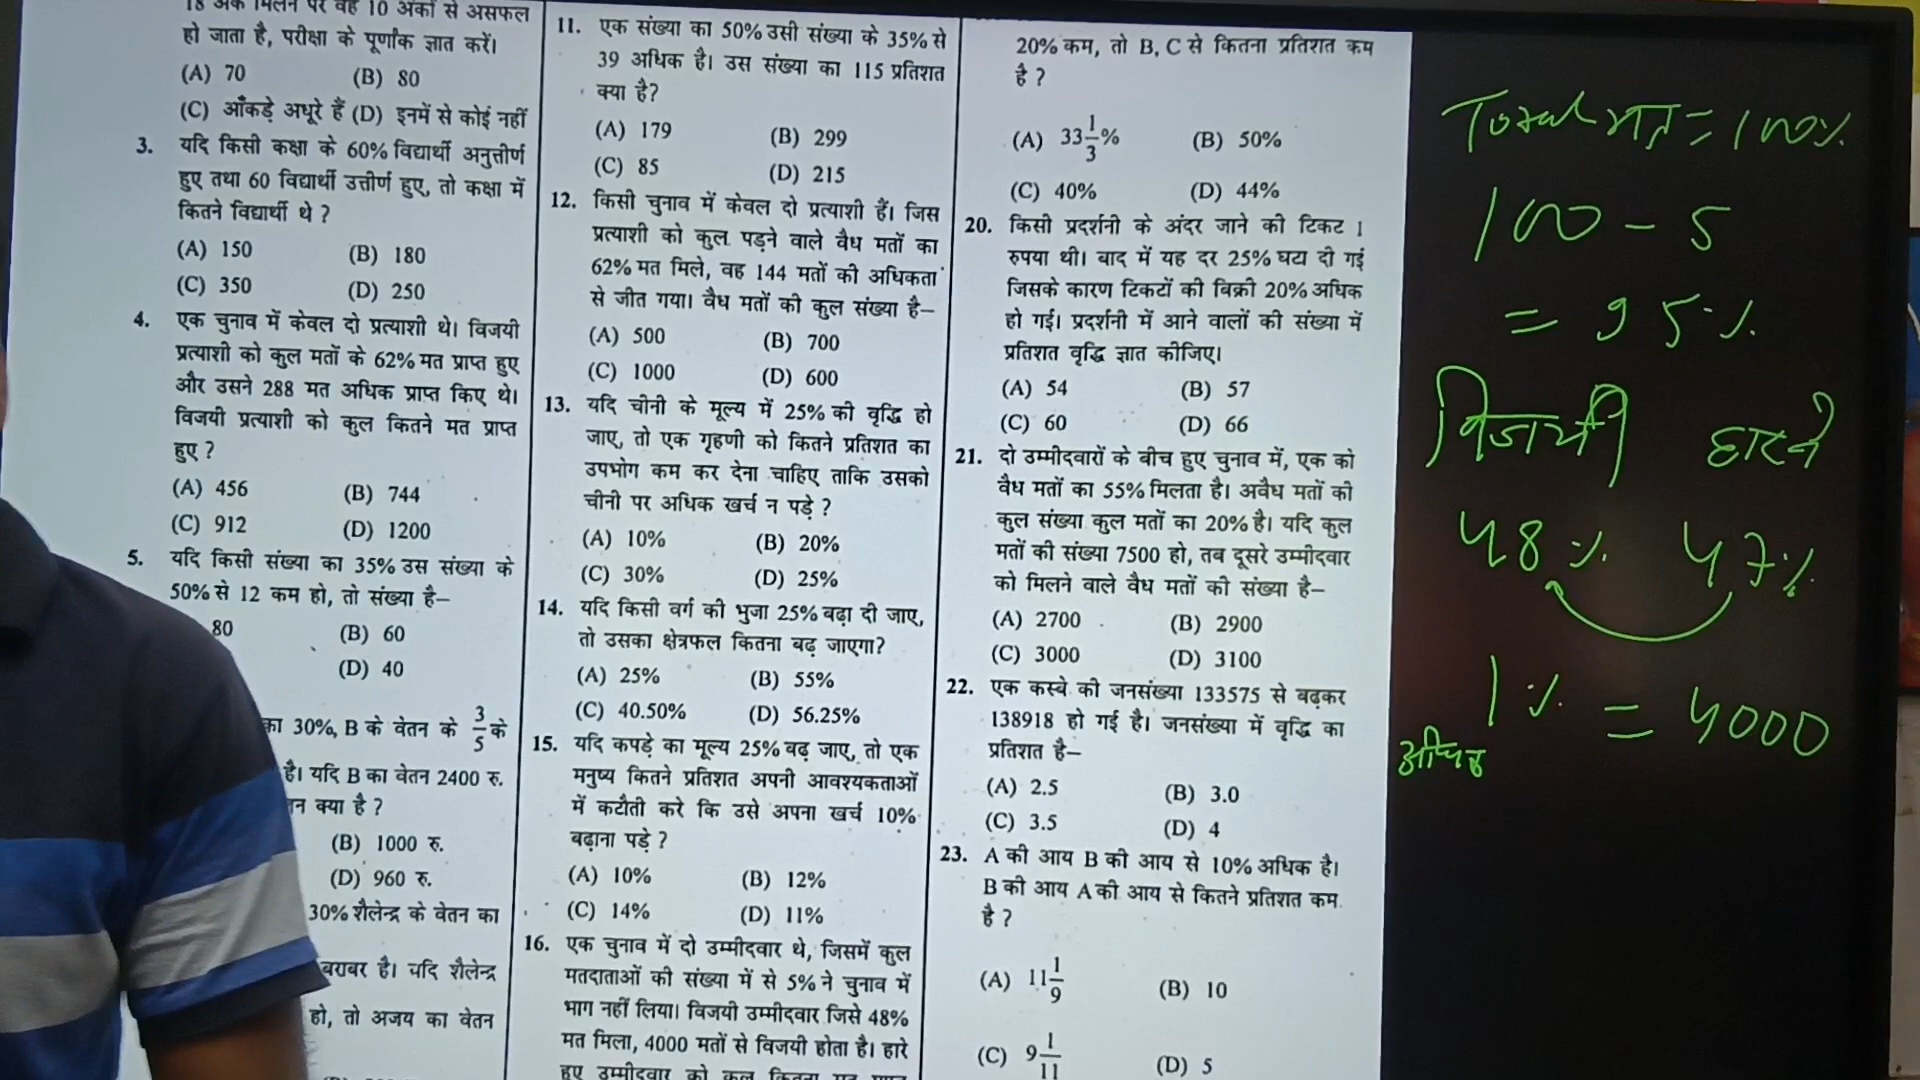 18 अंक मिलने पर वह 10 अंकों से असफल
हो जाता है, परीक्षा के पूर्णांक ज्ञात करें।
(A) 70 (B) 80
(C) आँकड़े अधूरे हैं (D) इनमें से कोई नहीं
3. यदि किसी कक्षा के 60% विद्यार्थी अनुत्तीर्ण
हुए तथा 60 विद्यार्थी उत्तीर्ण हुए, तो कक्षा में
कितने विद्यार्थी थे ?
(A) 150 (B) 180
(C) 350 (D) 250
4. एक चुनाव में केवल दो प्रत्याशी थे। विजयी
प्रत्याशी को कुल मतों के 62% मत प्राप्त हुए
और उसने 288 मत अधिक प्राप्त किए थे।
विजयी प्रत्याशी को कुल कितने मत प्राप्त
हुए ?
(A) 456 (B) 744
(C) 912 (D) 1200
5. यदि किसी संख्या का 35% उस संख्या के
50% से 12 कम हो, तो संख्या है–
80 (B) 60
(D) 40
का 30%, B के वेतन के 3/5 के
है। यदि B का वेतन 2400 रु.
न क्या है ?
(B) 1000 रु.
(D) 960 रु.
30% शैलेन्द्र के वेतन का
बराबर है। यदि शैलेन्द्र
हो, तो अजय का वेतन
11. एक संख्या का 50% उसी संख्या के 35% से
39 अधिक है। उस संख्या का 115 प्रतिशत
क्या है?
(A) 179 (B) 299
(C) 85 (D) 215
12. किसी चुनाव में केवल दो प्रत्याशी हैं। जिस
प्रत्याशी को कुल पड़ने वाले वैध मतों का
62% मत मिले, वह 144 मतों की अधिकता
से जीत गया। वैध मतों की कुल संख्या है–
(A) 500 (B) 700
(C) 1000 (D) 600
13. यदि चीनी के मूल्य में 25% की वृद्धि हो
जाए, तो एक गृहणी को कितने प्रतिशत का
उपभोग कम कर देना चाहिए ताकि उसको
चीनी पर अधिक खर्च न पड़े ?
(A) 10% (B) 20%
(C) 30% (D) 25%
14. यदि किसी वर्ग की भुजा 25% बढ़ा दी जाए,
तो उसका क्षेत्रफल कितना बढ़ जाएगा?
(A) 25% (B) 55%
(C) 40.50% (D) 56.25%
15. यदि कपड़े का मूल्य 25% बढ़ जाए, तो एक
मनुष्य कितने प्रतिशत अपनी आवश्यकताओं
में कटौती करे कि उसे अपना खर्च 10%
बढ़ाना पड़े ?
(A) 10% (B) 12%
(C) 14% (D) 11%
16. एक चुनाव में दो उम्मीदवार थे, जिसमें कुल
मतदाताओं की संख्या में से 5% ने चुनाव में
भाग नहीं लिया। विजयी उम्मीदवार जिसे 48%
मत मिला, 4000 मतों से विजयी होता है। हारे
हुए उम्मीदवार को कुल कितना मत
20% कम, तो B, C से कितना प्रतिशत कम
है ?
(A) 33 1/3% (B) 50%
(C) 40% (D) 44%
20. किसी प्रदर्शनी के अंदर जाने की टिकट 1
रुपया थी। बाद में यह दर 25% घटा दी गई
जिसके कारण टिकटों की बिक्री 20% अधिक
हो गई। प्रदर्शनी में आने वालों की संख्या में
प्रतिशत वृद्धि ज्ञात कीजिए।
(A) 54 (B) 57
(C) 60 (D) 66
21. दो उम्मीदवारों के बीच हुए चुनाव में, एक को
वैध मतों का 55% मिलता है। अवैध मतों की
कुल संख्या कुल मतों का 20% है। यदि कुल
मतों की संख्या 7500 हो, तब दूसरे उम्मीदवार
को मिलने वाले वैध मतों की संख्या है–
(A) 2700 (B) 2900
(C) 3000 (D) 3100
22. एक कस्बे की जनसंख्या 133575 से बढ़कर
138918 हो गई है। जनसंख्या में वृद्धि का
प्रतिशत है–
(A) 2.5 (B) 3.0
(C) 3.5 (D) 4
23. A की आय B की आय से 10% अधिक है।
B की आय A की आय से कितने प्रतिशत कम
है ?
(A) 11 1/9 (B) 10
(C) 9 1/11 (D) 5
Total मत = 100%
100 - 5
= 95%
विजयी हारने
48% 47%
1% = 4000
अधिक